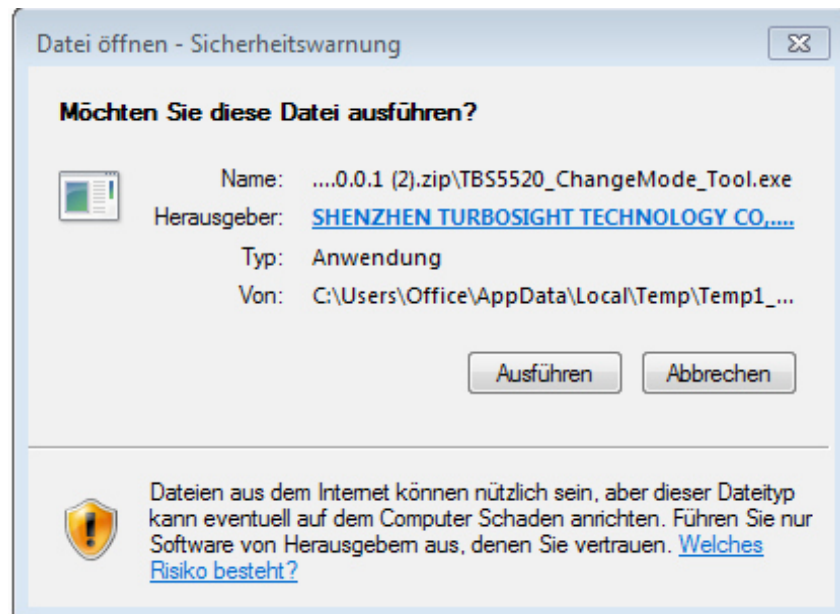 Datei öffnen - Sicherheitswarnung
Möchten Sie diese Datei ausführen?
Name: ....0.0.1 (2).zip\TBS5520_ChangeMode_Tool.exe
Herausgeber: SHENZHEN TURBOSIGHT TECHNOLOGY CO,....
Typ: Anwendung
Von: C:\Users\Office\AppData\Local\Temp\Temp1_...
Ausführen Abbrechen
Dateien aus dem Internet können nützlich sein, aber dieser Dateityp
kann eventuell auf dem Computer Schaden anrichten. Führen Sie nur
Software von Herausgebern aus, denen Sie vertrauen. Welches
Risiko besteht?